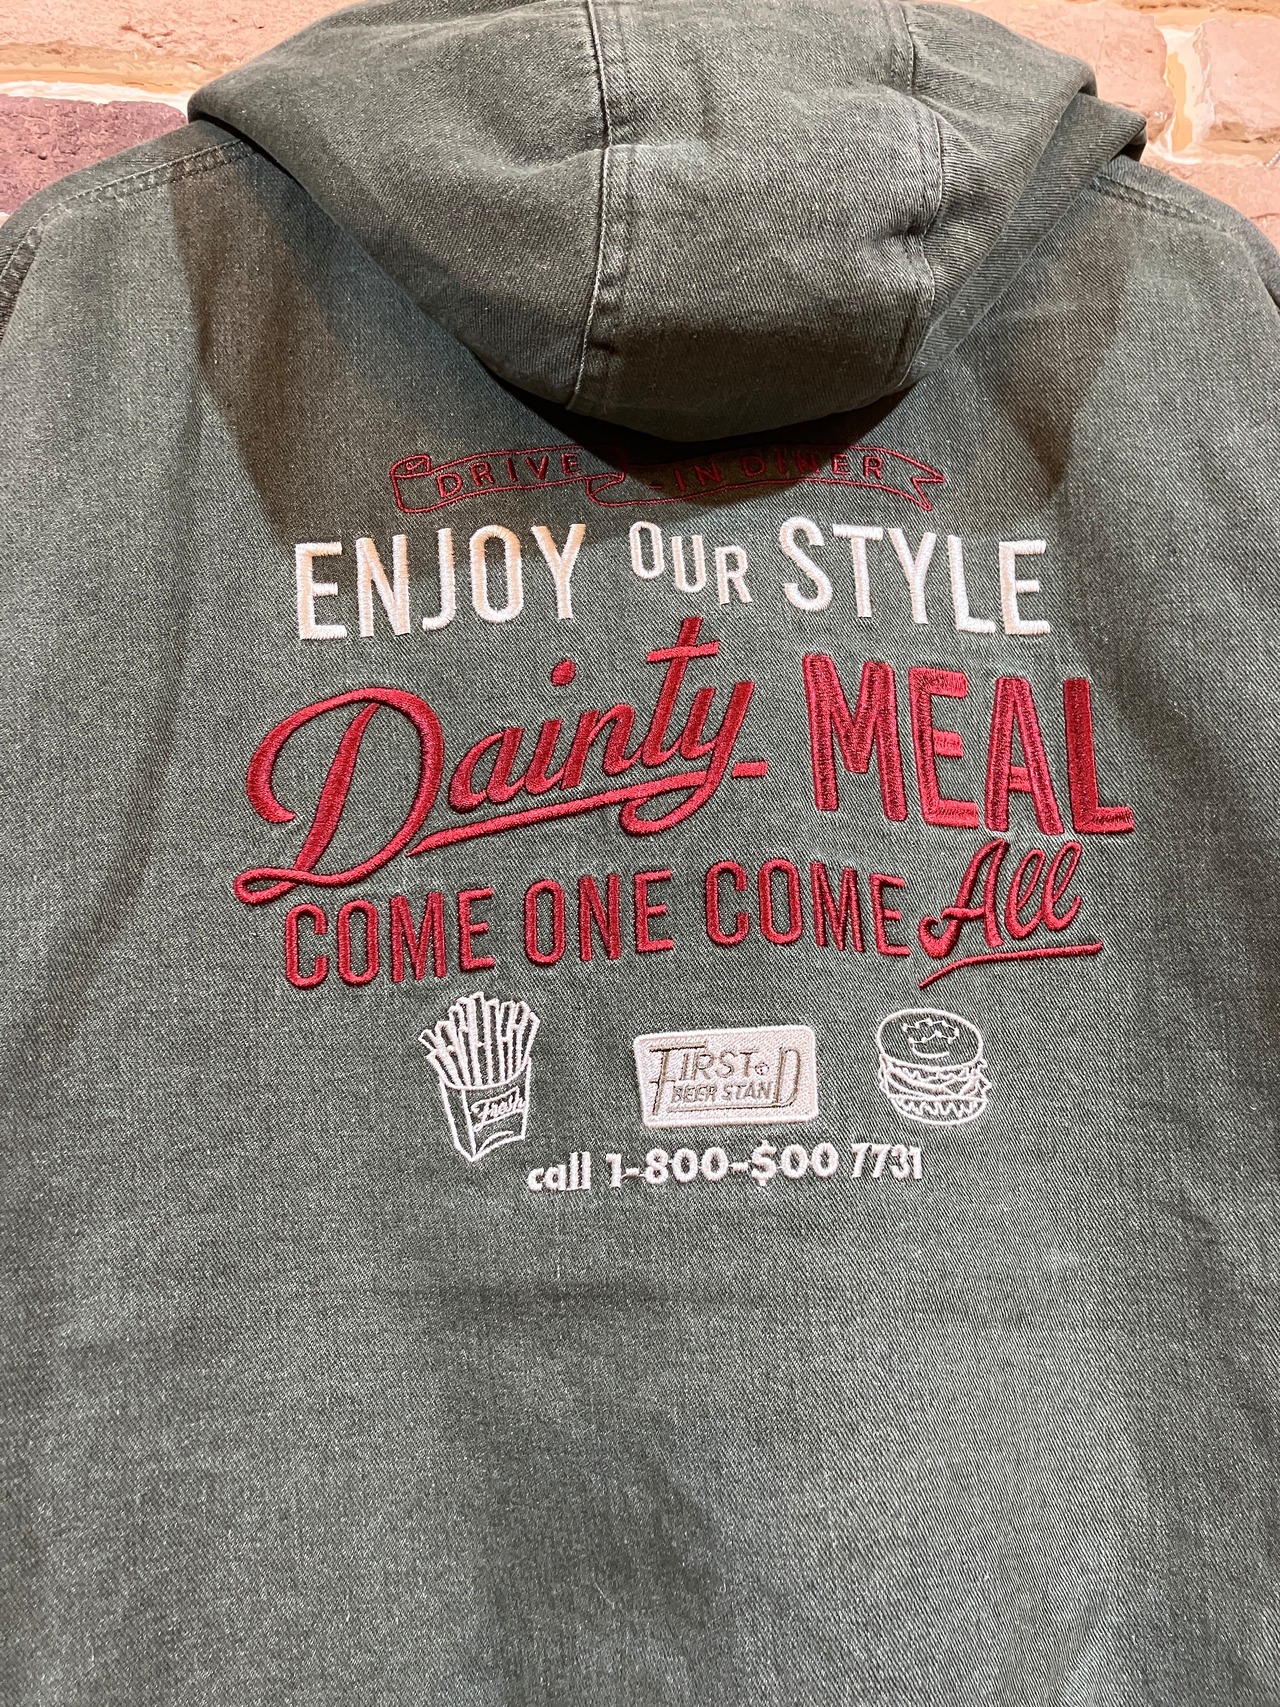 DRIVE-IN DINER
ENJOY OUR STYLE
Dainty MEAL
COME ONE COME All
Fresh
FIRST
BEER STAND
call 1-800-$00 7731